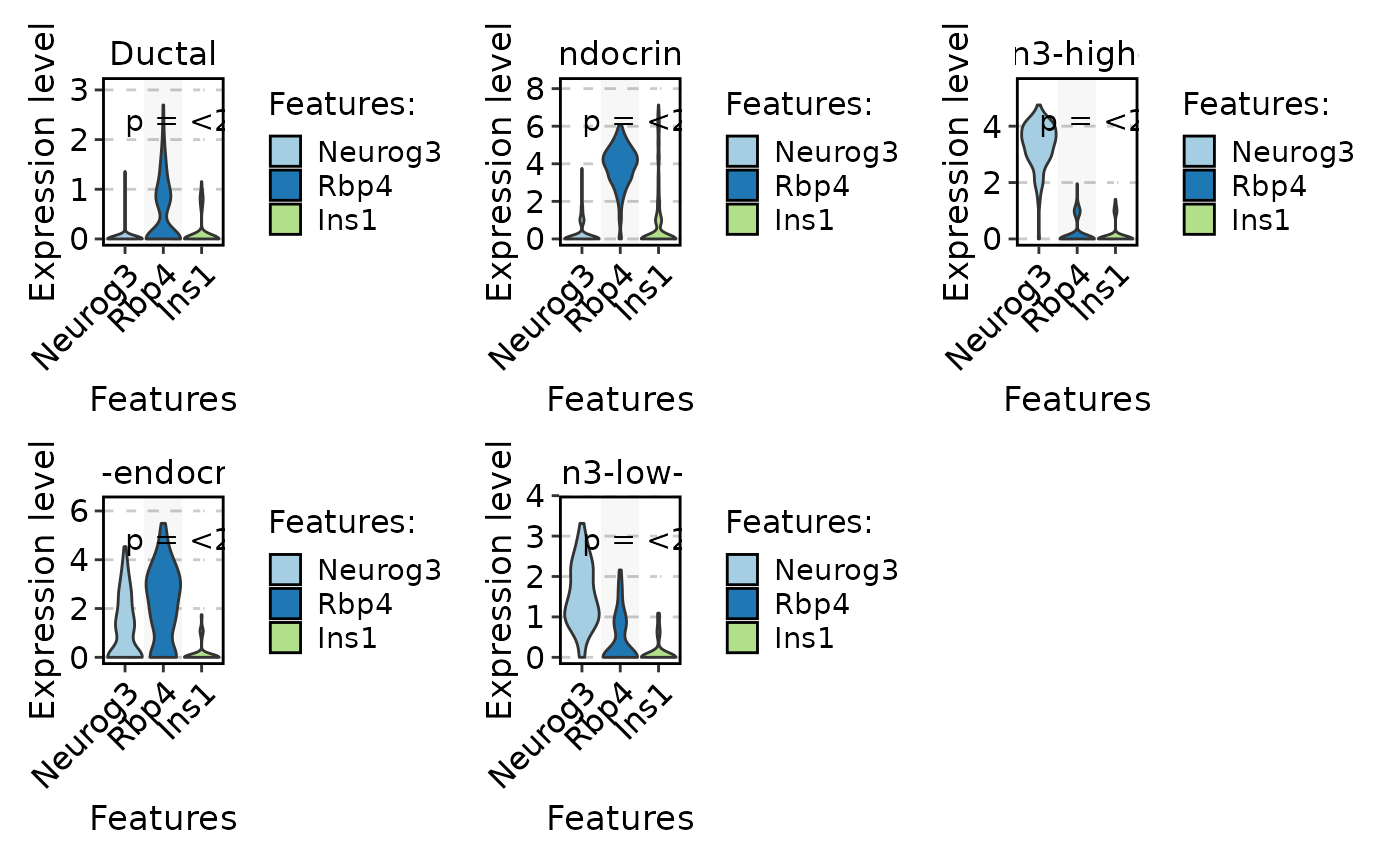 Ductal
Expression level
3
2
1
0
p = <2
Neurog3
Rbp4
Ins1
Features
Features:
Neurog3
Rbp4
Ins1
ndocrin
Expression level
8
6
4
2
0
p = <2
Neurog3
Rbp4
Ins1
Features
Features:
Neurog3
Rbp4
Ins1
n3-high-
Expression level
4
2
0
p = <2
Neurog3
Rbp4
Ins1
Features
Features:
Neurog3
Rbp4
Ins1
-endocr
Expression level
6
4
2
0
p = <2
Neurog3
Rbp4
Ins1
Features
Features:
Neurog3
Rbp4
Ins1
n3-low-
Expression level
4
3
2
1
0
p = <2
Neurog3
Rbp4
Ins1
Features
Features:
Neurog3
Rbp4
Ins1